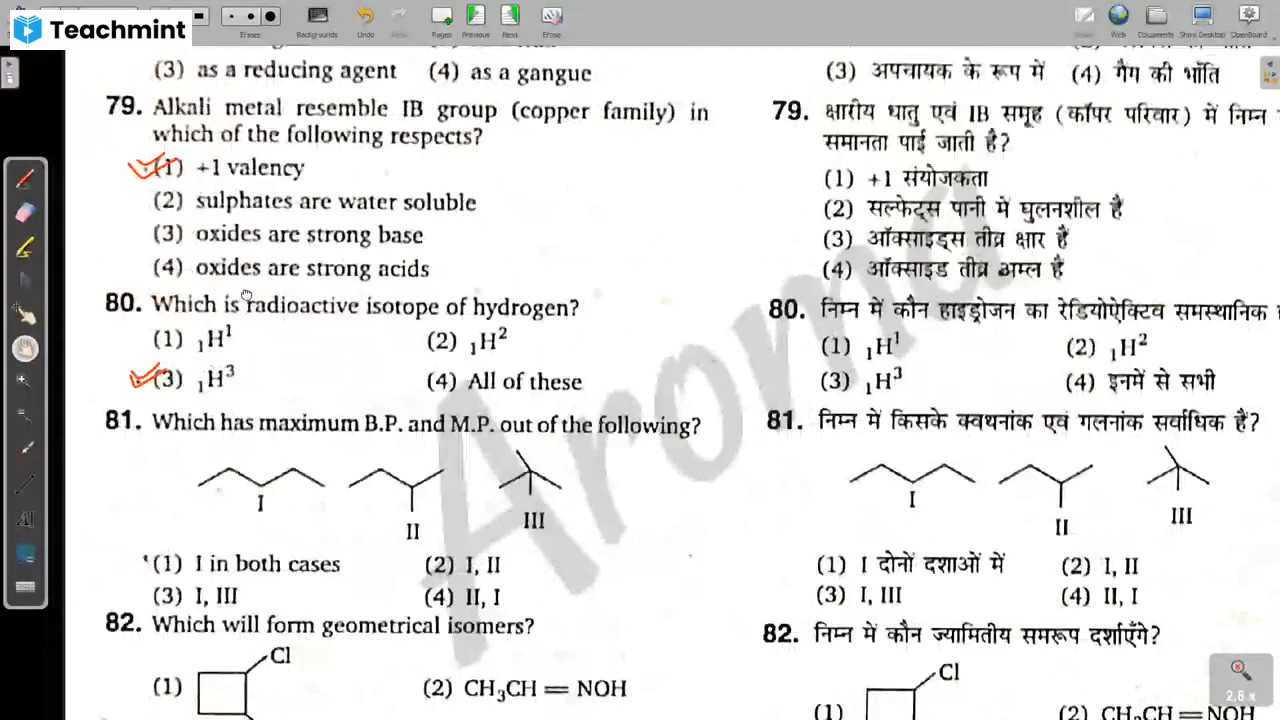 Teachmint
Erase
Backgrounds
Undo
Pages
Previous
Next
Erase
Web
Documents
Show Desktop
OpenBoard
(3) as a reducing agent (4) as a gangue
79. Alkali metal resemble IB group (copper family) in
which of the following respects?
(1) +1 valency
(2) sulphates are water soluble
(3) oxides are strong base
(4) oxides are strong acids
80. Which is radioactive isotope of hydrogen?
(1) ₁H¹ (2) ₁H²
(3) ₁H³ (4) All of these
81. Which has maximum B.P. and M.P. out of the following?
I
II
III
(1) I in both cases (2) I, II
(3) I, III (4) II, I
82. Which will form geometrical isomers?
Cl
(1) (2) CH₃CH = NOH
(3) अपचायक के रूप में (4) गैंग की भाँति
79. क्षारीय धातु एवं IB समूह (कॉपर परिवार) में निम्न
समानता पाई जाती है?
(1) +1 संयोजकता
(2) सल्फेट्स पानी में घुलनशील हैं
(3) ऑक्साइड्स तीव्र क्षार हैं
(4) ऑक्साइड तीव्र अम्ल हैं
80. निम्न में कौन हाइड्रोजन का रेडियोऐक्टिव समस्थानिक
(1) ₁H¹ (2) ₁H²
(3) ₁H³ (4) इनमें से सभी
81. निम्न में किसके क्वथनांक एवं गलनांक सर्वाधिक हैं?
I
II
III
(1) I दोनों दशाओं में (2) I, II
(3) I, III (4) II, I
82. निम्न में कौन ज्यामितीय समरूप दर्शाएँगे?
Cl
(1) (2) CH₃CH = NOH
Aroma
2.8 x